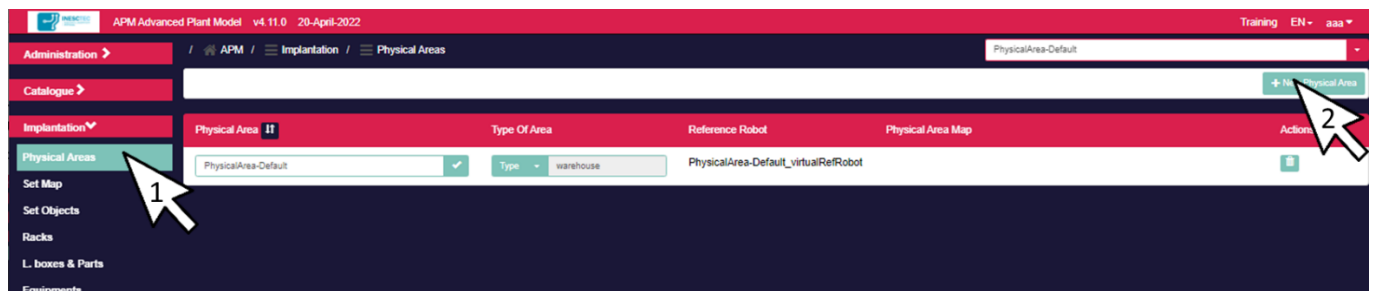 INESCTEC
APM Advanced Plant Model v4.11.0 20-April-2022
Training EN aaa
Administration
/ APM / Implantation / Physical Areas
PhysicalArea-Default
Catalogue
+ New Physical Area
Implantation
Physical Area Type Of Area Reference Robot Physical Area Map Actions
Physical Areas
PhysicalArea-Default Type warehouse PhysicalArea-Default_virtualRefRobot
1
2
Set Map
Set Objects
Racks
L. boxes & Parts
Equipments